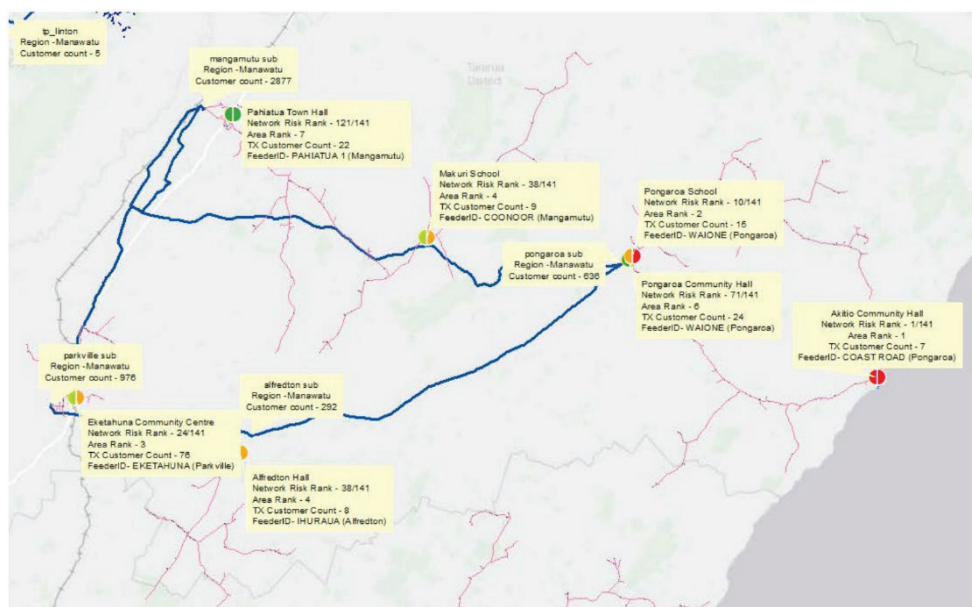 tp_linton
Region -Manawatu
Customer count - 5
mangamutu sub
Region -Manawatu
Customer count - 2877
Tararua
District
Pahiatua Town Hall
Network Risk Rank - 121/141
Area Rank - 7
TX Customer Count - 22
FeederID- PAHIATUA 1 (Mangamutu)
Makuri School
Network Risk Rank - 38/141
Area Rank - 4
TX Customer Count - 9
FeederID- COONOOR (Mangamutu)
Pongaroa School
Network Risk Rank - 10/141
Area Rank - 2
TX Customer Count - 15
FeederID- WAIONE (Pongaroa)
pongaroa sub
Region -Manawatu
Customer count - 636
Pongaroa Community Hall
Network Risk Rank - 71/141
Area Rank - 6
TX Customer Count - 24
FeederID- WAIONE (Pongaroa)
Akitio Community Hall
Network Risk Rank - 1/141
Area Rank - 1
TX Customer Count - 7
FeederID- COAST ROAD (Pongaroa)
parkville sub
Region -Manawatu
Customer count - 976
alfredton sub
Region -Manawatu
Customer count - 292
Eketahuna Community Centre
Network Risk Rank - 24/141
Area Rank - 3
TX Customer Count - 76
FeederID- EKETAHUNA (Parkville)
Alfredton Hall
Network Risk Rank - 38/141
Area Rank - 4
TX Customer Count - 8
FeederID- IHURAUA (Alfredton)